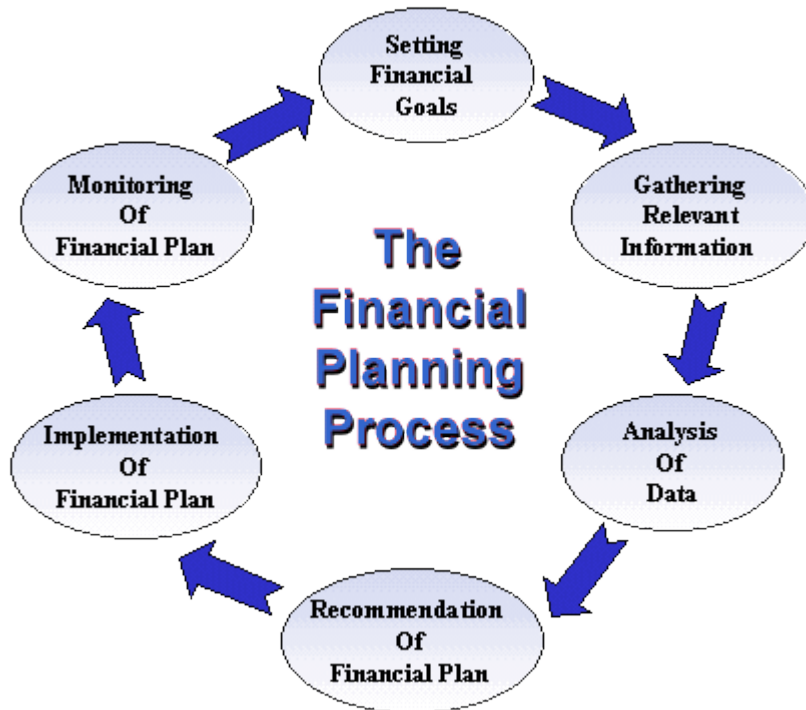 Setting
Financial
Goals
Gathering
Relevant
Information
Analysis
Of
Data
Recommendation
Of
Financial Plan
Implementation
Of
Financial Plan
Monitoring
Of
Financial Plan
The
Financial
Planning
Process